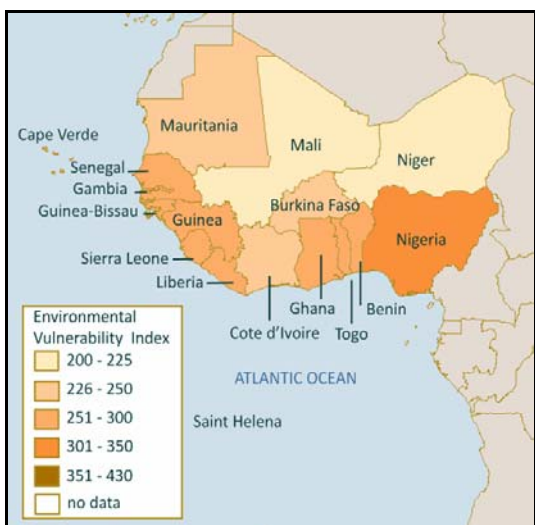 Mauritania
Cape Verde
Mali
Niger
Senegal
Gambia
Burkina Faso
Guinea-Bissau
Guinea
Nigeria
Sierra Leone
Liberia
Ghana
Benin
Cote d'Ivoire
Togo
ATLANTIC OCEAN
Saint Helena
Environmental
Vulnerability Index
200 - 225
226 - 250
251 - 300
301 - 350
351 - 430
no data